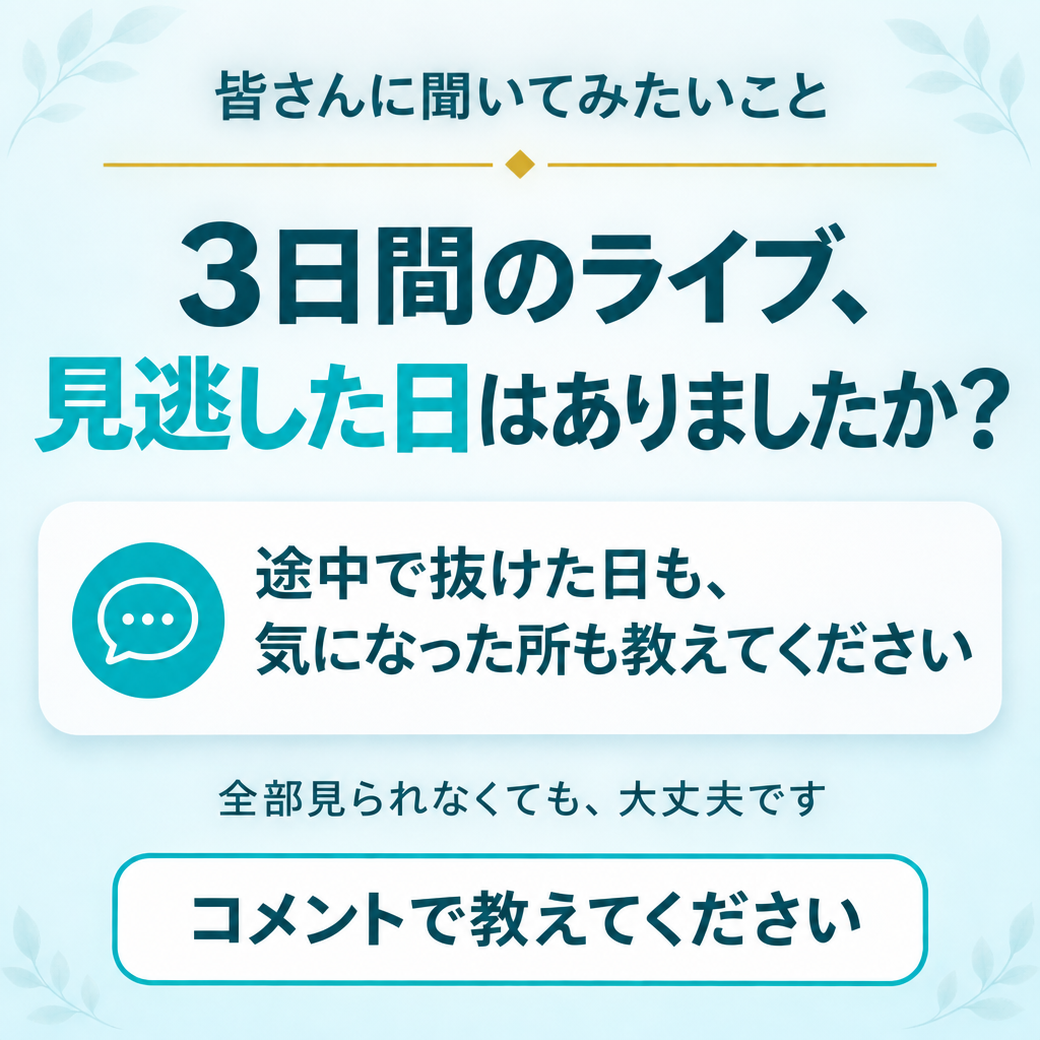 皆さんに聞いてみたいこと
3日間のライブ、
見逃した日はありましたか？
途中で抜けた日も、
気になった所も教えてください
全部見られなくても、大丈夫です
コメントで教えてください